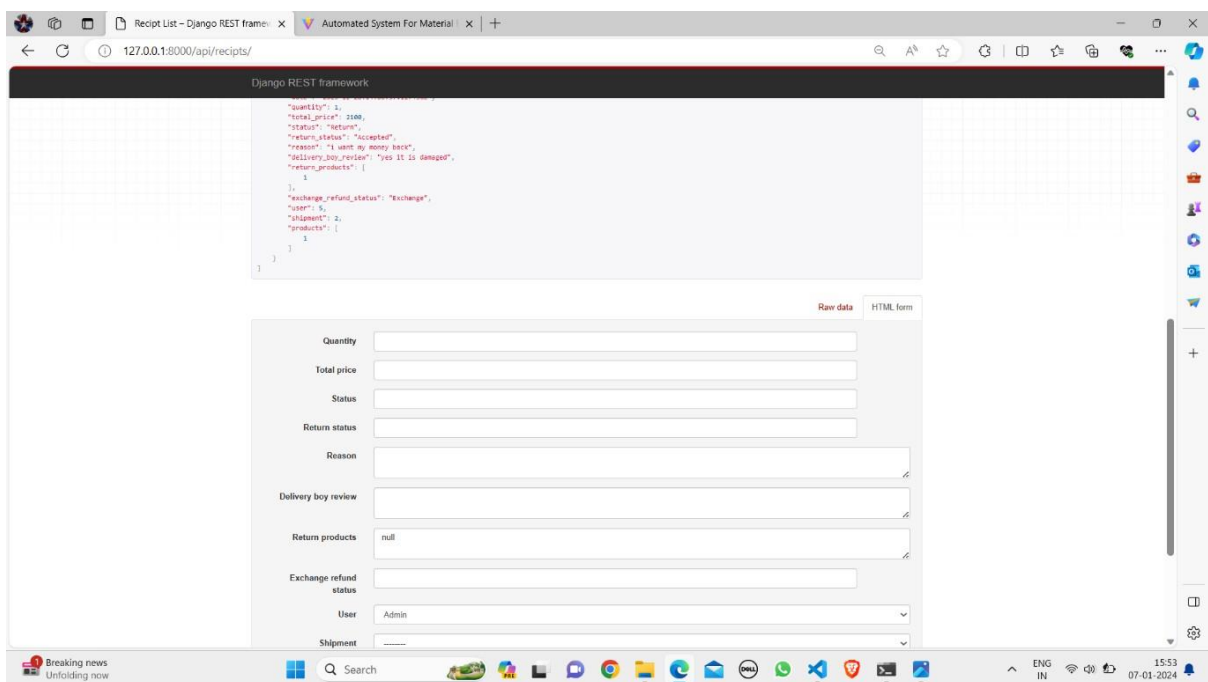 Recipt List – Django REST framew
Automated System For Material
127.0.0.1:8000/api/recipts/
Django REST framework
"quantity": 1,
"total_price": 2100,
"status": "Return",
"return_status": "Accepted",
"reason": "i want my money back",
"delivery_boy_review": "yes it is damaged",
"return_products": [
1
],
"exchange_refund_status": "Exchange",
"user": 5,
"shipment": 2,
"products": [
1
]
}
]
Raw data HTML form
Quantity
Total price
Status
Return status
Reason
Delivery boy review
Return products null
Exchange refund
status
User Admin
Shipment ---------
1 Breaking news
Unfolding now
Search
PRE
DELL
ENG
IN
15:53
07-01-2024